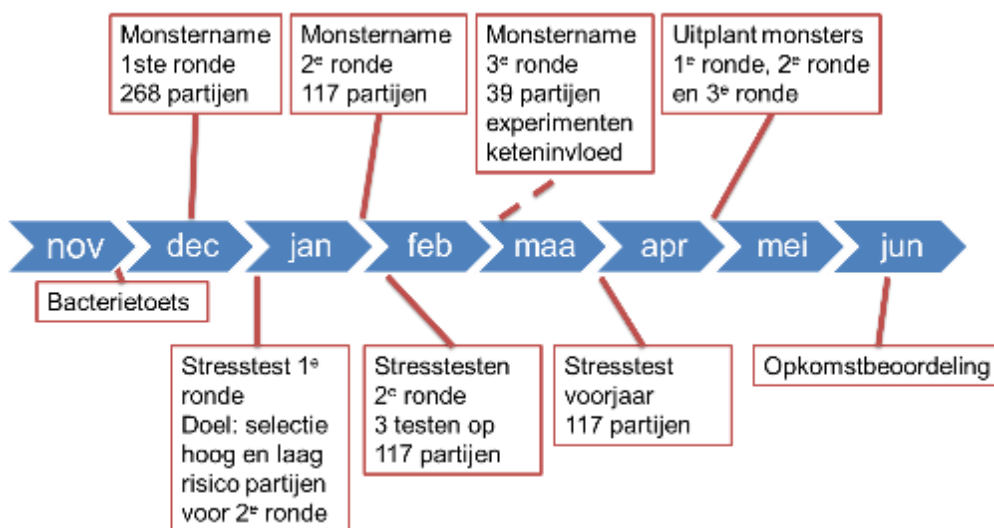 Monstername
1ste ronde
268 partijen
Monstername
2e ronde
117 partijen
Monstername
3e ronde
39 partijen
experimenten
keteninvloed
Uitplant monsters
1e ronde, 2e ronde
en 3e ronde
nov
dec
jan
feb
maa
apr
mei
jun
Bacterietoets
Stresstest 1e
ronde
Doel: selectie
hoog en laag
risico partijen
voor 2e ronde
Stresstesten
2e ronde
3 testen op
117 partijen
Stresstest
voorjaar
117 partijen
Opkomstbeoordeling